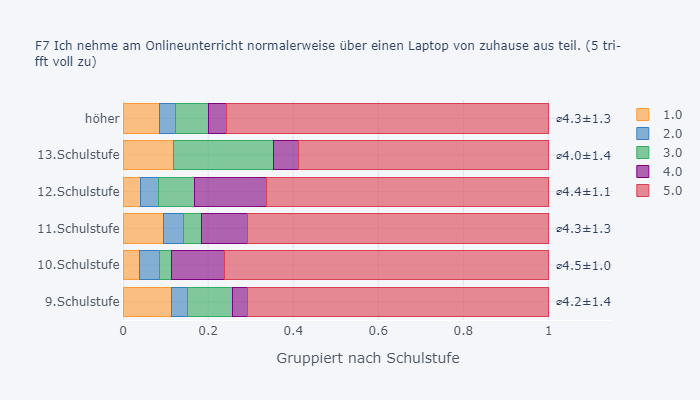 F7 Ich nehme am Onlineunterricht normalerweise über einen Laptop von zuhause aus teil. (5 tri-
fft voll zu)
höher
⌀4.3±1.3
13.Schulstufe
⌀4.0±1.4
12.Schulstufe
⌀4.4±1.1
11.Schulstufe
⌀4.3±1.3
10.Schulstufe
⌀4.5±1.0
9.Schulstufe
⌀4.2±1.4
0 0.2 0.4 0.6 0.8 1
Gruppiert nach Schulstufe
1.0
2.0
3.0
4.0
5.0